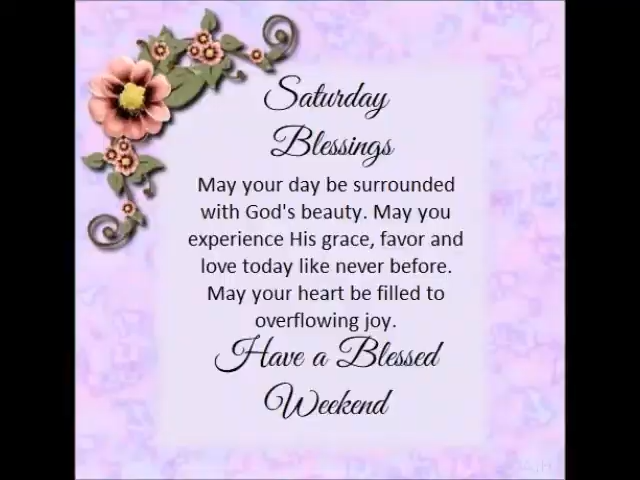 Saturday
Blessings
May your day be surrounded
with God's beauty. May you
experience His grace, favor and
love today like never before.
May your heart be filled to
overflowing joy.
Have a Blessed
Weekend